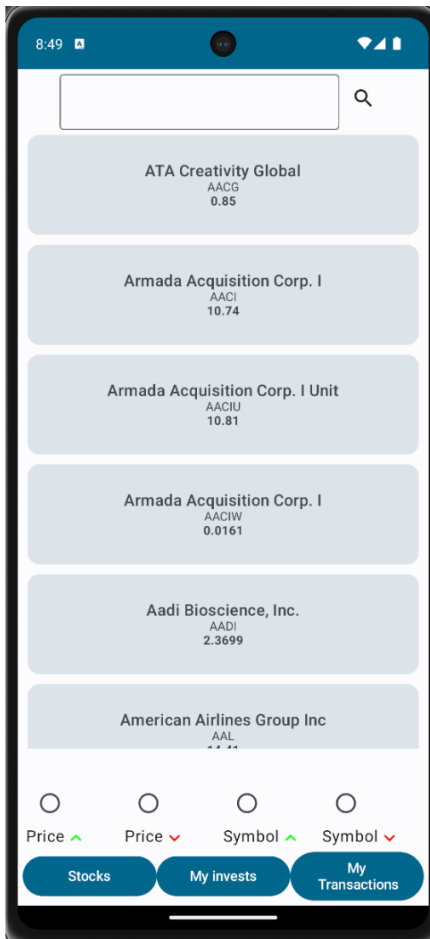 8:49 A
ATA Creativity Global
AACG
0.85
Armada Acquisition Corp. I
AACI
10.74
Armada Acquisition Corp. I Unit
AACIU
10.81
Armada Acquisition Corp. I
AACIW
0.0161
Aadi Bioscience, Inc.
AADI
2.3699
American Airlines Group Inc
AAL
Price Price Symbol Symbol
Stocks My invests My
Transactions